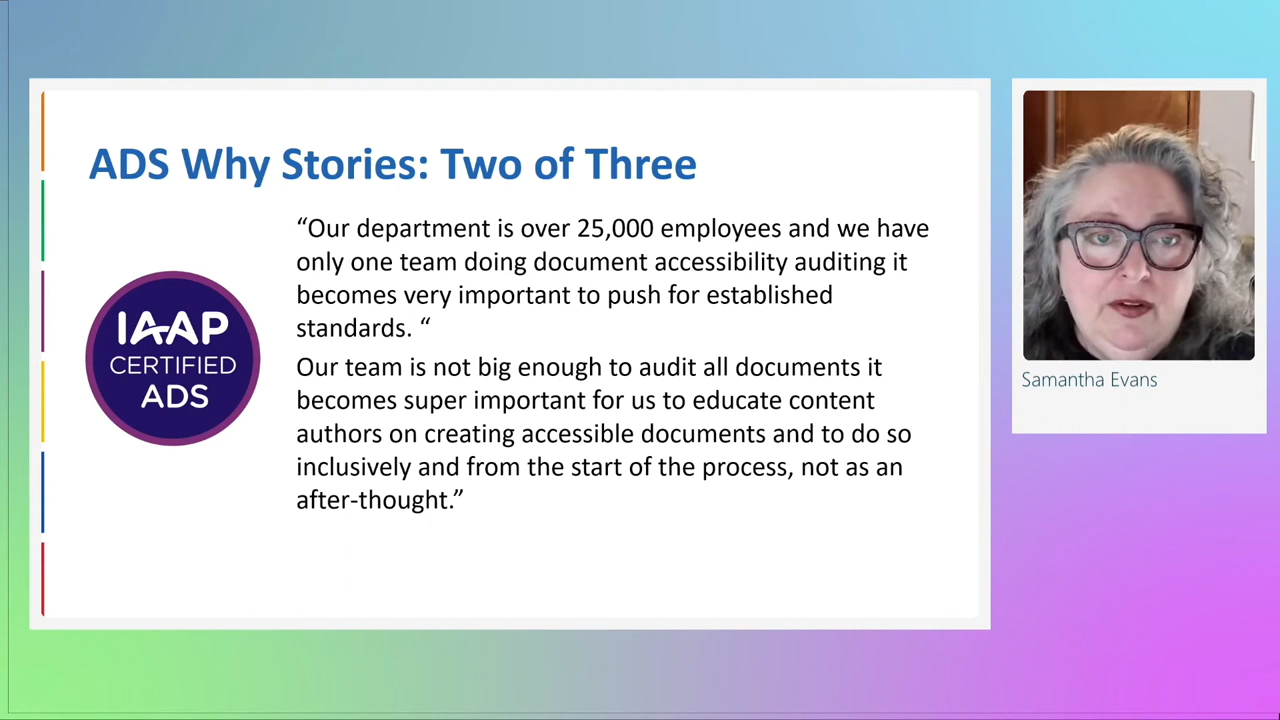 ADS Why Stories: Two of Three
“Our department is over 25,000 employees and we have
only one team doing document accessibility auditing it
becomes very important to push for established
standards. “
Our team is not big enough to audit all documents it
becomes super important for us to educate content
authors on creating accessible documents and to do so
inclusively and from the start of the process, not as an
after-thought.”
IAAP
CERTIFIED
ADS
Samantha Evans